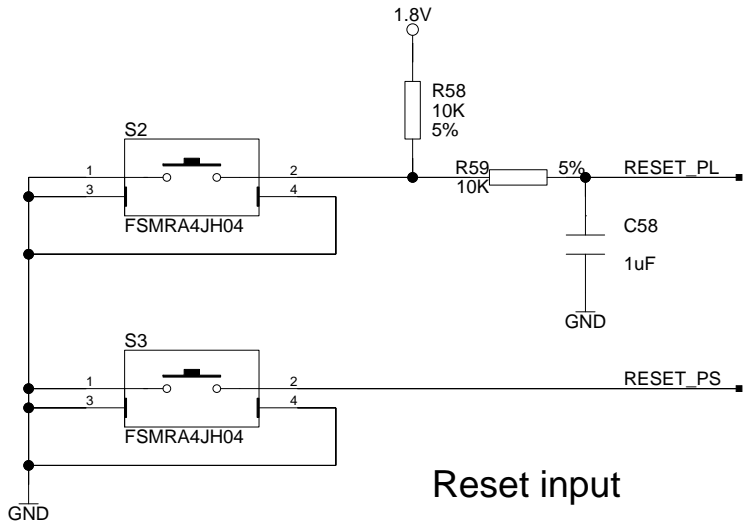 1.8V
R58
10K
5%
S2
1
2
3
4
FSMRA4JH04
R59
10K
5%
RESET_PL
C58
1uF
GND
S3
1
2
3
4
FSMRA4JH04
RESET_PS
Reset input
GND